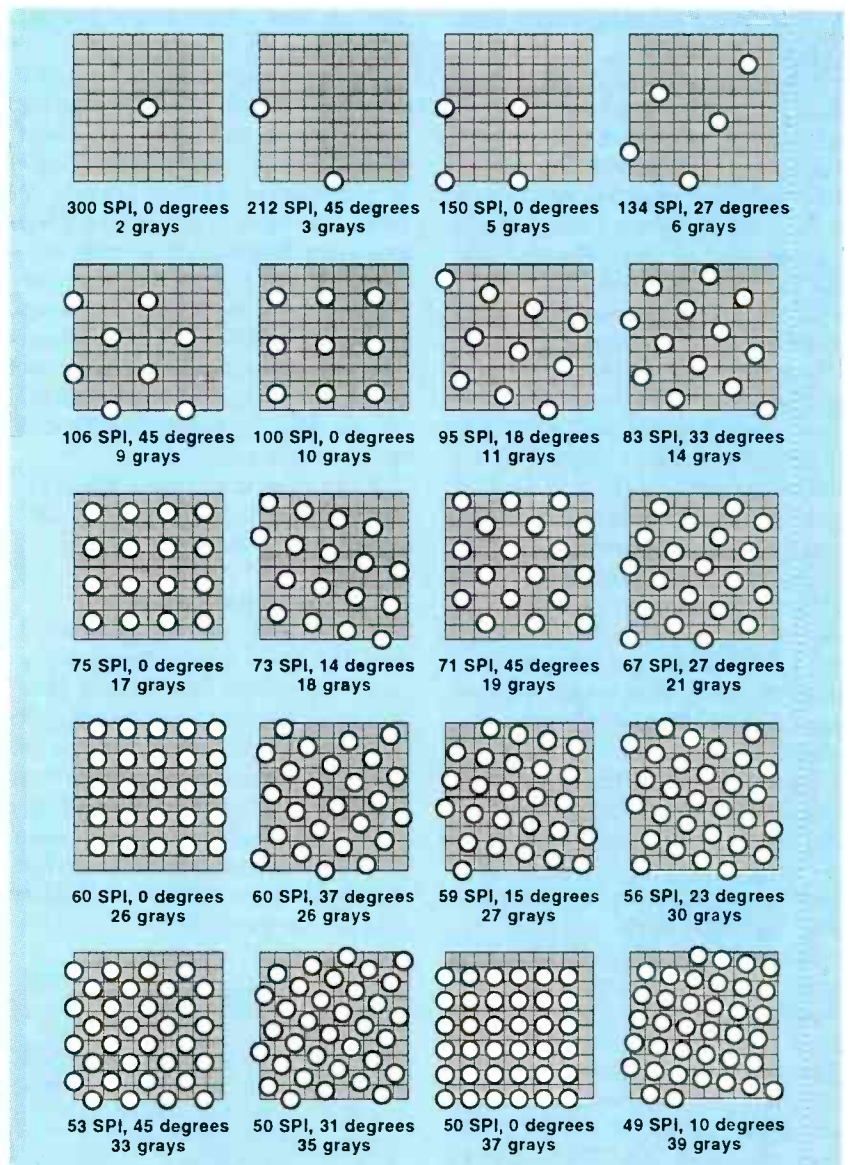 300 SPI, 0 degrees
2 grays
212 SPI, 45 degrees
3 grays
150 SPI, 0 degrees
5 grays
134 SPI, 27 degrees
6 grays
106 SPI, 45 degrees
9 grays
100 SPI, 0 degrees
10 grays
95 SPI, 18 degrees
11 grays
83 SPI, 33 degrees
14 grays
75 SPI, 0 degrees
17 grays
73 SPI, 14 degrees
18 grays
71 SPI, 45 degrees
19 grays
67 SPI, 27 degrees
21 grays
60 SPI, 0 degrees
26 grays
60 SPI, 37 degrees
26 grays
59 SPI, 15 degrees
27 grays
56 SPI, 23 degrees
30 grays
53 SPI, 45 degrees
33 grays
50 SPI, 31 degrees
35 grays
50 SPI, 0 degrees
37 grays
49 SPI, 10 degrees
39 grays